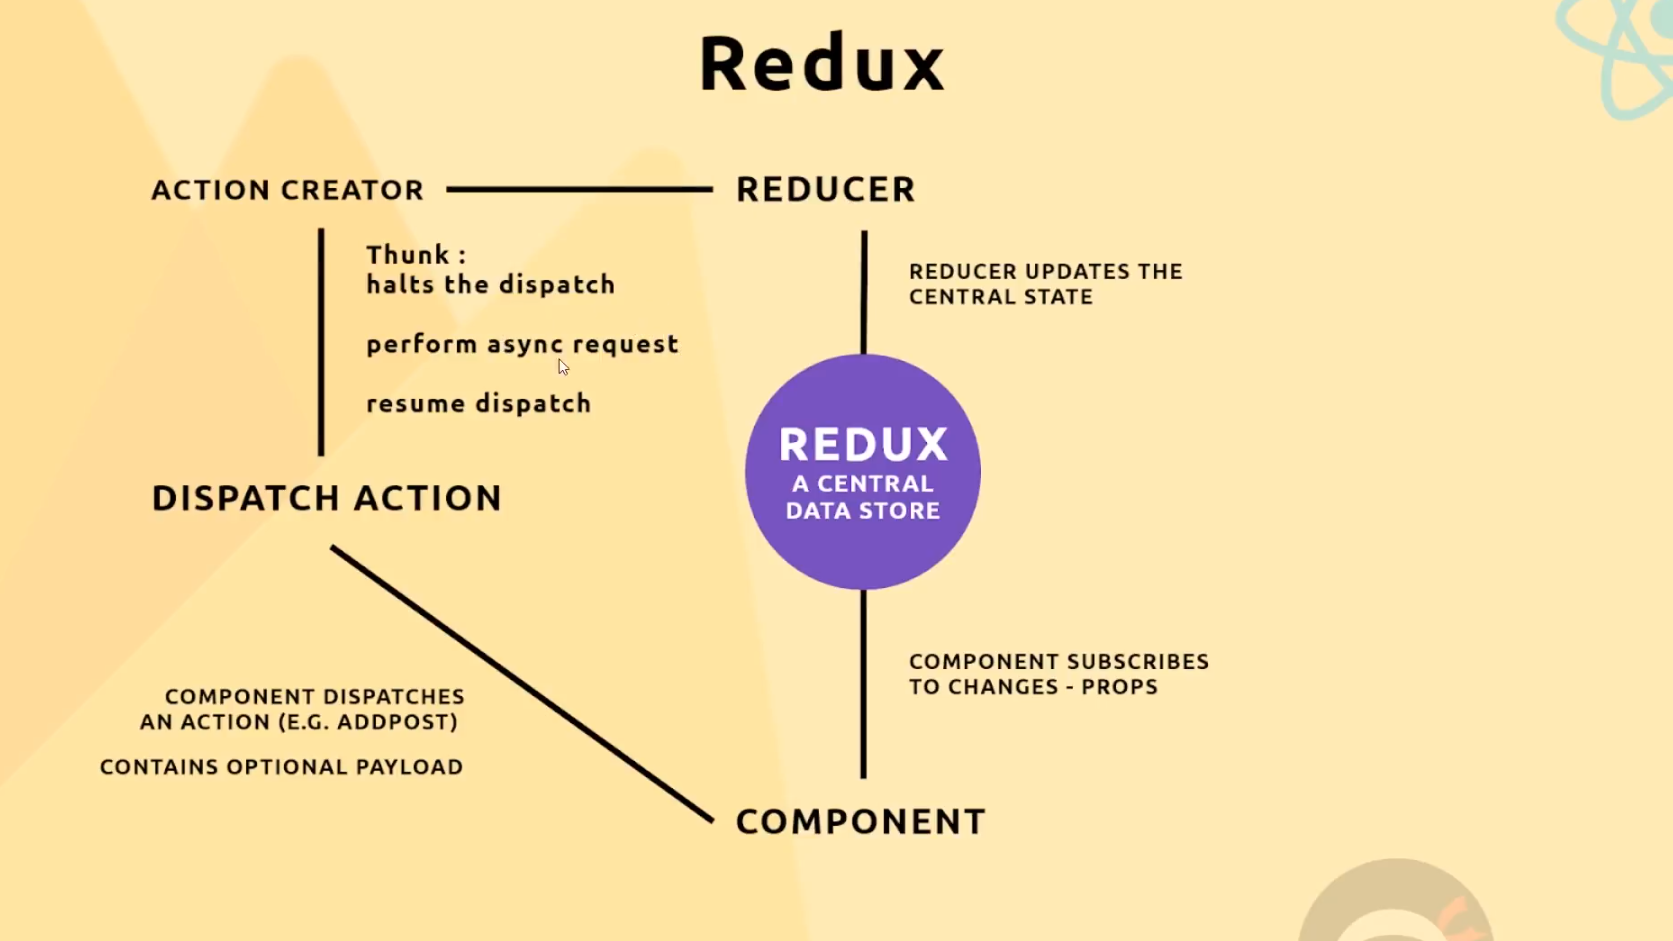 Redux
ACTION CREATOR
REDUCER
Thunk :
halts the dispatch
perform async request
resume dispatch
REDUCER UPDATES THE
CENTRAL STATE
REDUX
A CENTRAL
DATA STORE
DISPATCH ACTION
COMPONENT DISPATCHES
AN ACTION (E.G. ADDPOST)
CONTAINS OPTIONAL PAYLOAD
COMPONENT SUBSCRIBES
TO CHANGES - PROPS
COMPONENT